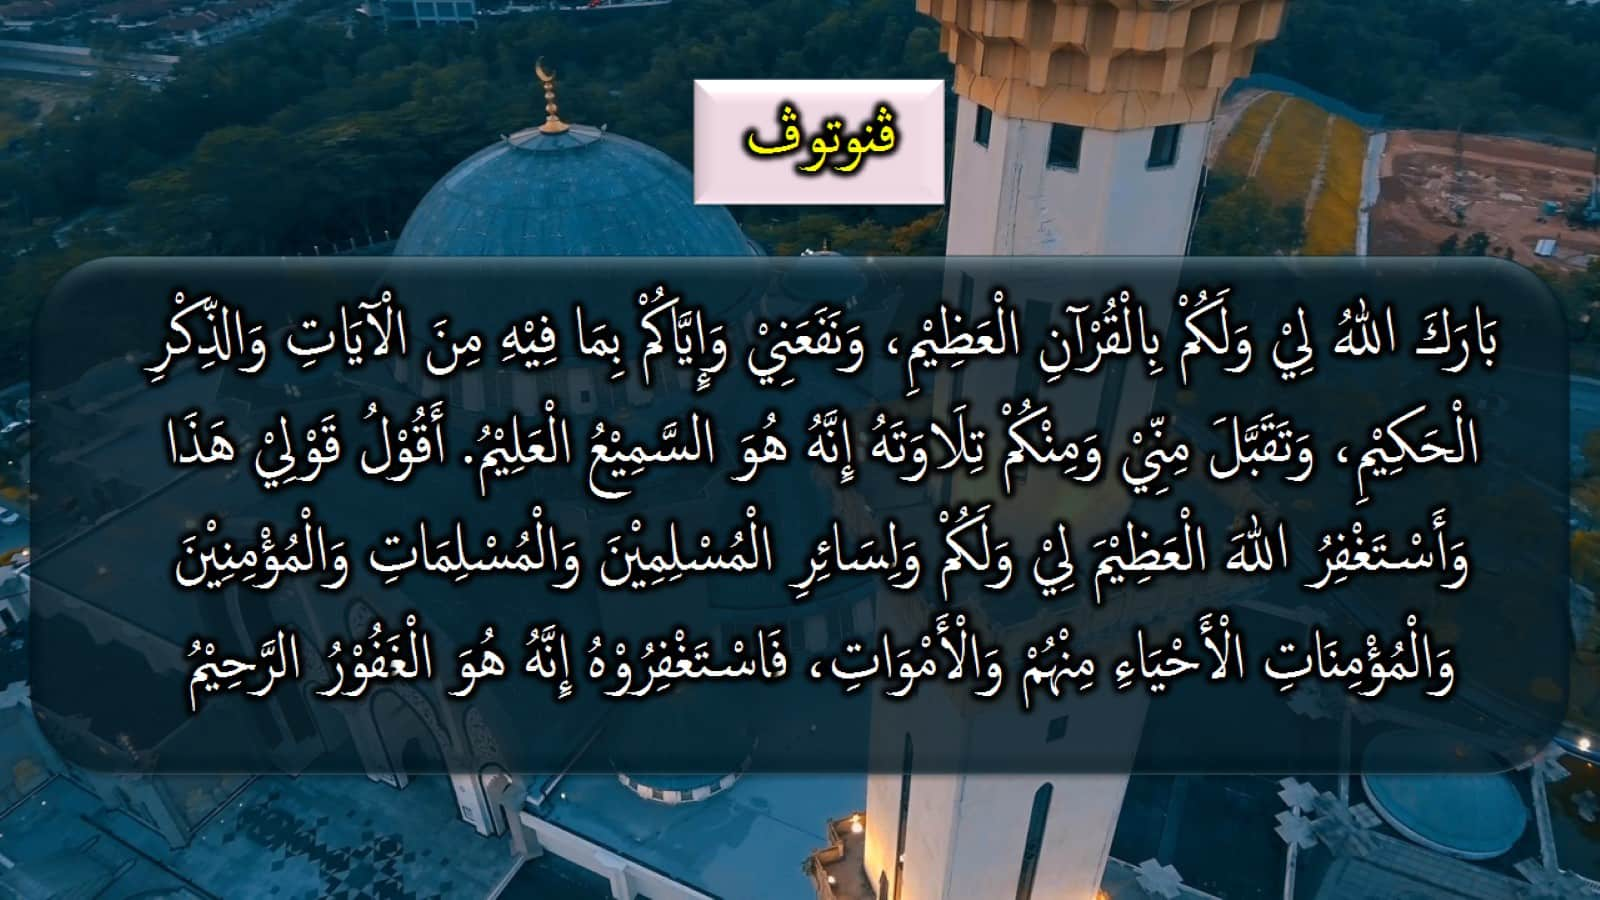 ڤنوتوڤ
بَارَكَ اللهُ لِيْ وَلَكُمْ بِالْقُرْآنِ الْعَظِيْمِ، وَنَفَعَنِيْ وَإِيَّاكُمْ بِمَا فِيْهِ مِنَ الْآيَاتِ وَالذِّكْرِ
الْحَكِيْمِ، وَتَقَبَّلَ مِنِّيْ وَمِنْكُمْ تِلَاوَتَهُ إِنَّهُ هُوَ السَّمِيْعُ الْعَلِيْمُ. أَقُوْلُ قَوْلِيْ هَذَا
وَأَسْتَغْفِرُ اللهَ الْعَظِيْمَ لِيْ وَلَكُمْ وَلِسَائِرِ الْمُسْلِمِيْنَ وَالْمُسْلِمَاتِ وَالْمُؤْمِنِيْنَ
وَالْمُؤْمِنَاتِ الْأَحْيَاءِ مِنْهُمْ وَالْأَمْوَاتِ، فَاسْتَغْفِرُوْهُ إِنَّهُ هُوَ الْغَفُوْرُ الرَّحِيْمُ